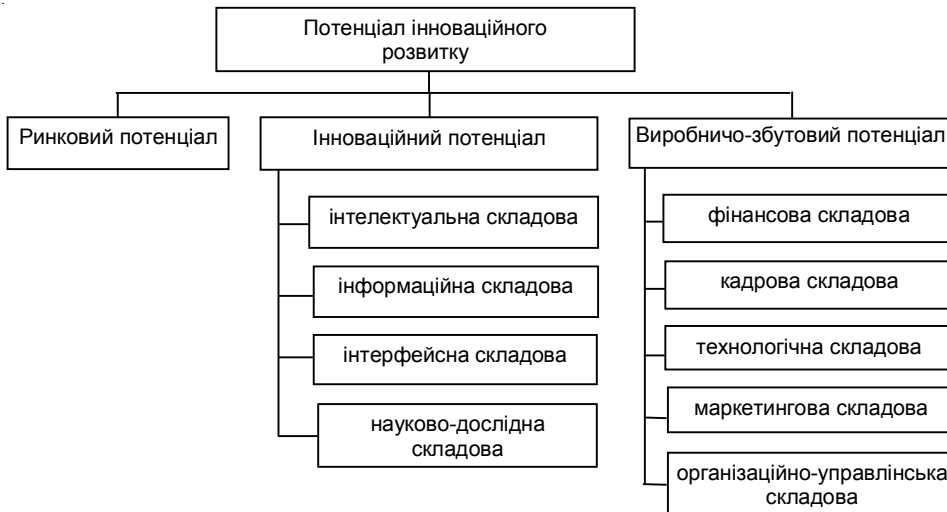 Потенціал інноваційного
розвитку
Ринковий потенціал
Інноваційний потенціал
Виробничо-збутовий потенціал
інтелектуальна складова
інформаційна складова
інтерфейсна складова
науково-дослідна
складова
фінансова складова
кадрова складова
технологічна складова
маркетингова складова
організаційно-управлінська
складова